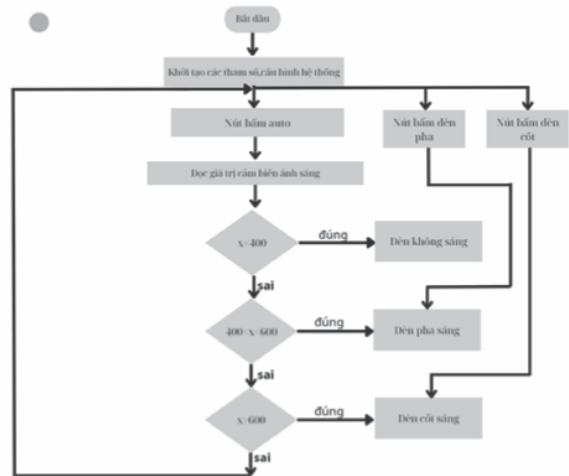 Bắt đầu
Khởi tạo các tham số,cấu hình hệ thống
Nút bấm auto
Nút bấm đèn
pha
Nút bấm đèn
cốt
Đọc giá trị cảm biến ánh sáng
x<400
đúng
Đèn không sáng
sai
400<x<600
đúng
Đèn pha sáng
sai
x>600
đúng
Đèn cốt sáng
sai